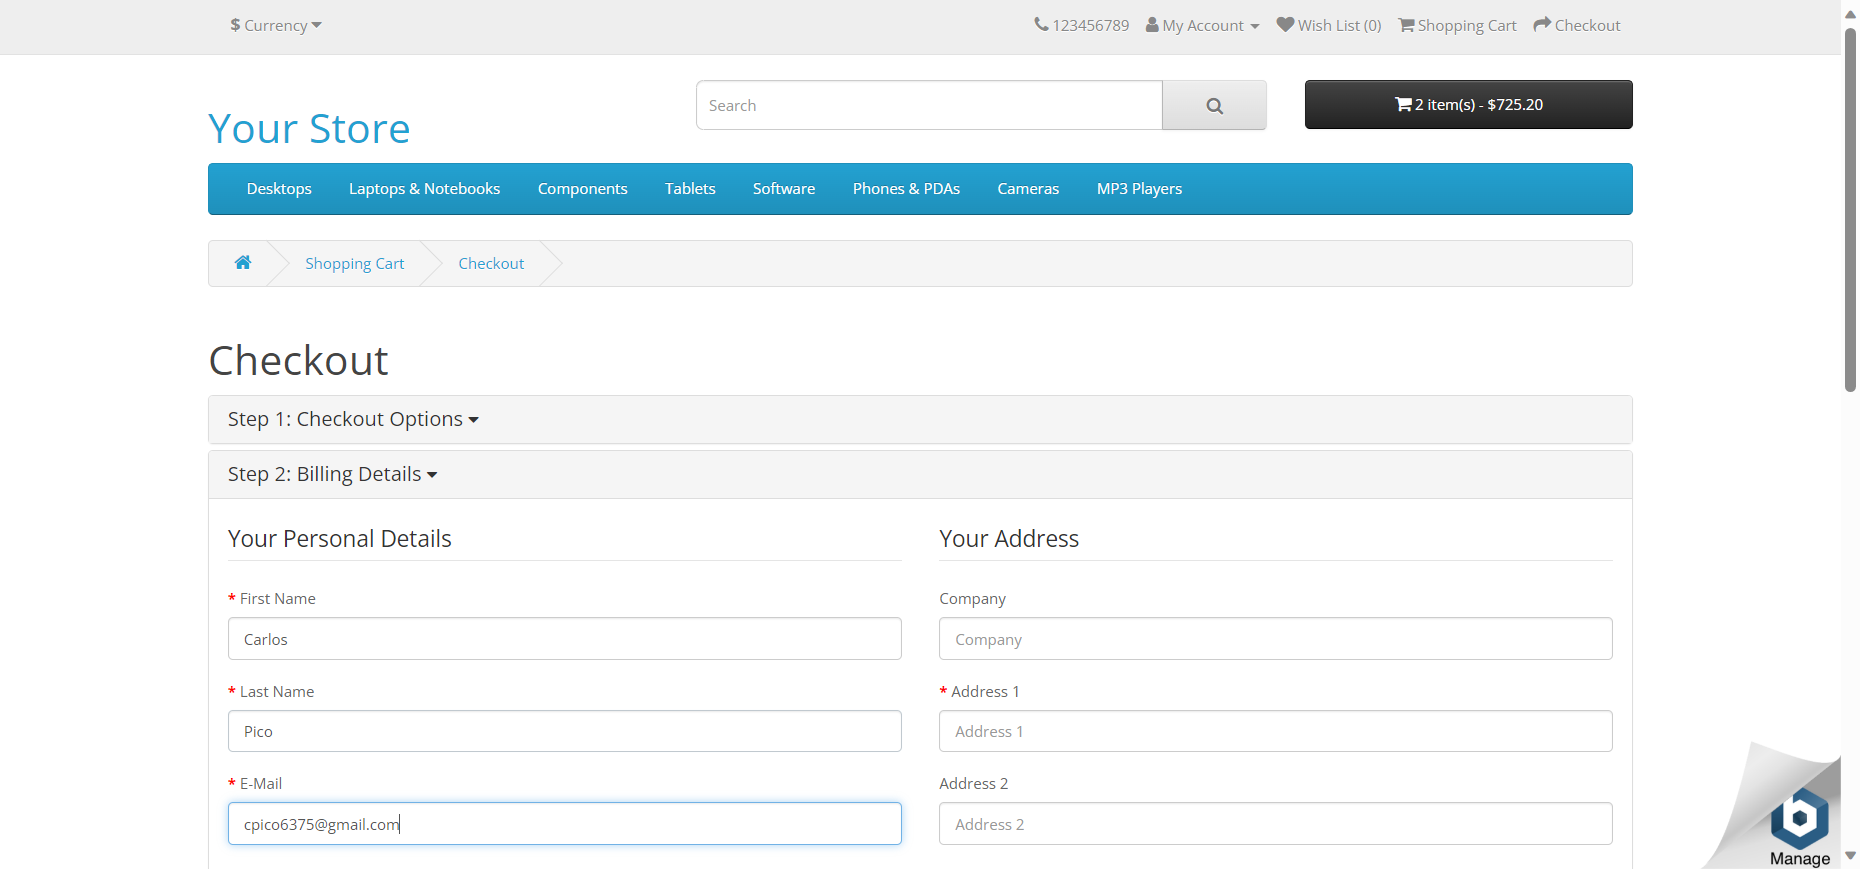 $ Currency
123456789 My Account Wish List (0) Shopping Cart Checkout
Your Store
Search
2 item(s) - $725.20
Desktops Laptops & Notebooks Components Tablets Software Phones & PDAs Cameras MP3 Players
Shopping Cart Checkout
Checkout
Step 1: Checkout Options
Step 2: Billing Details
Your Personal Details
* First Name
Carlos
* Last Name
Pico
* E-Mail
cpico6375@gmail.com
Your Address
Company
Company
* Address 1
Address 1
Address 2
Address 2
b
Manage